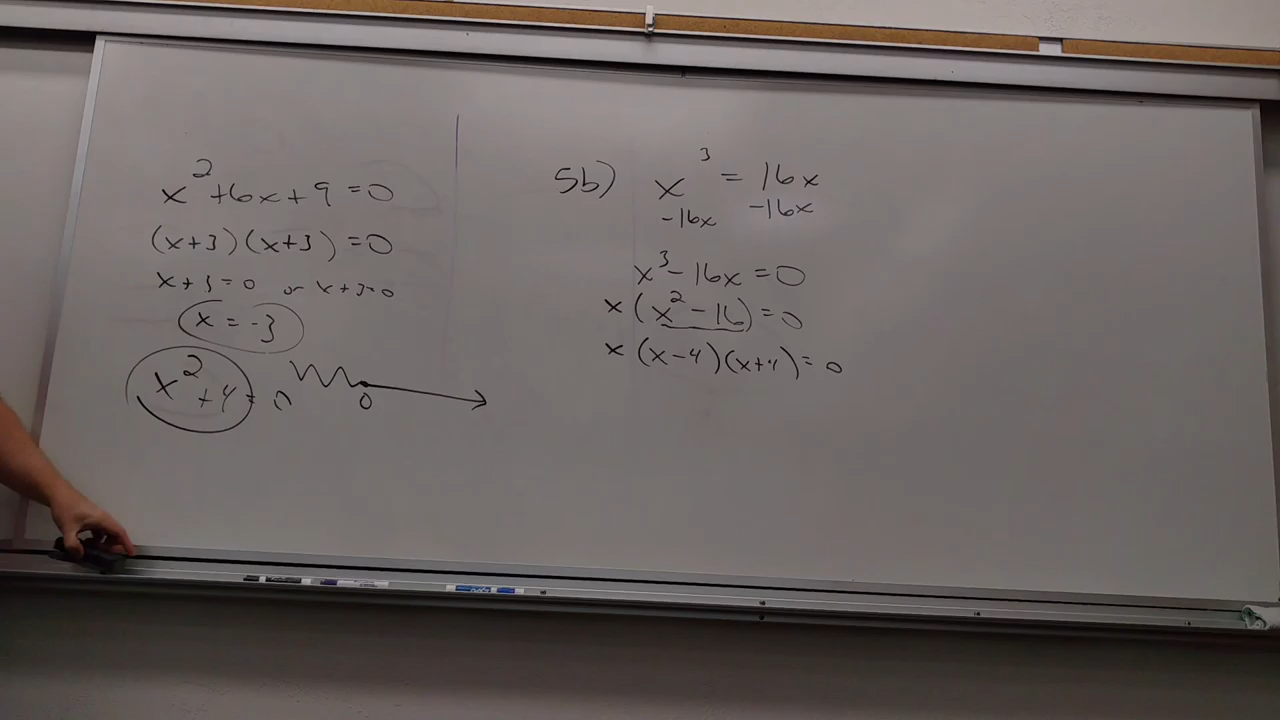 x² + 6x + 9 = 0
(x+3)(x+3) = 0
x+3=0 or x+3=0
x = -3
x² + 4 = 0
0
5b) x³ = 16x
-16x -16x
x³ - 16x = 0
x(x² - 16) = 0
x(x-4)(x+4) = 0